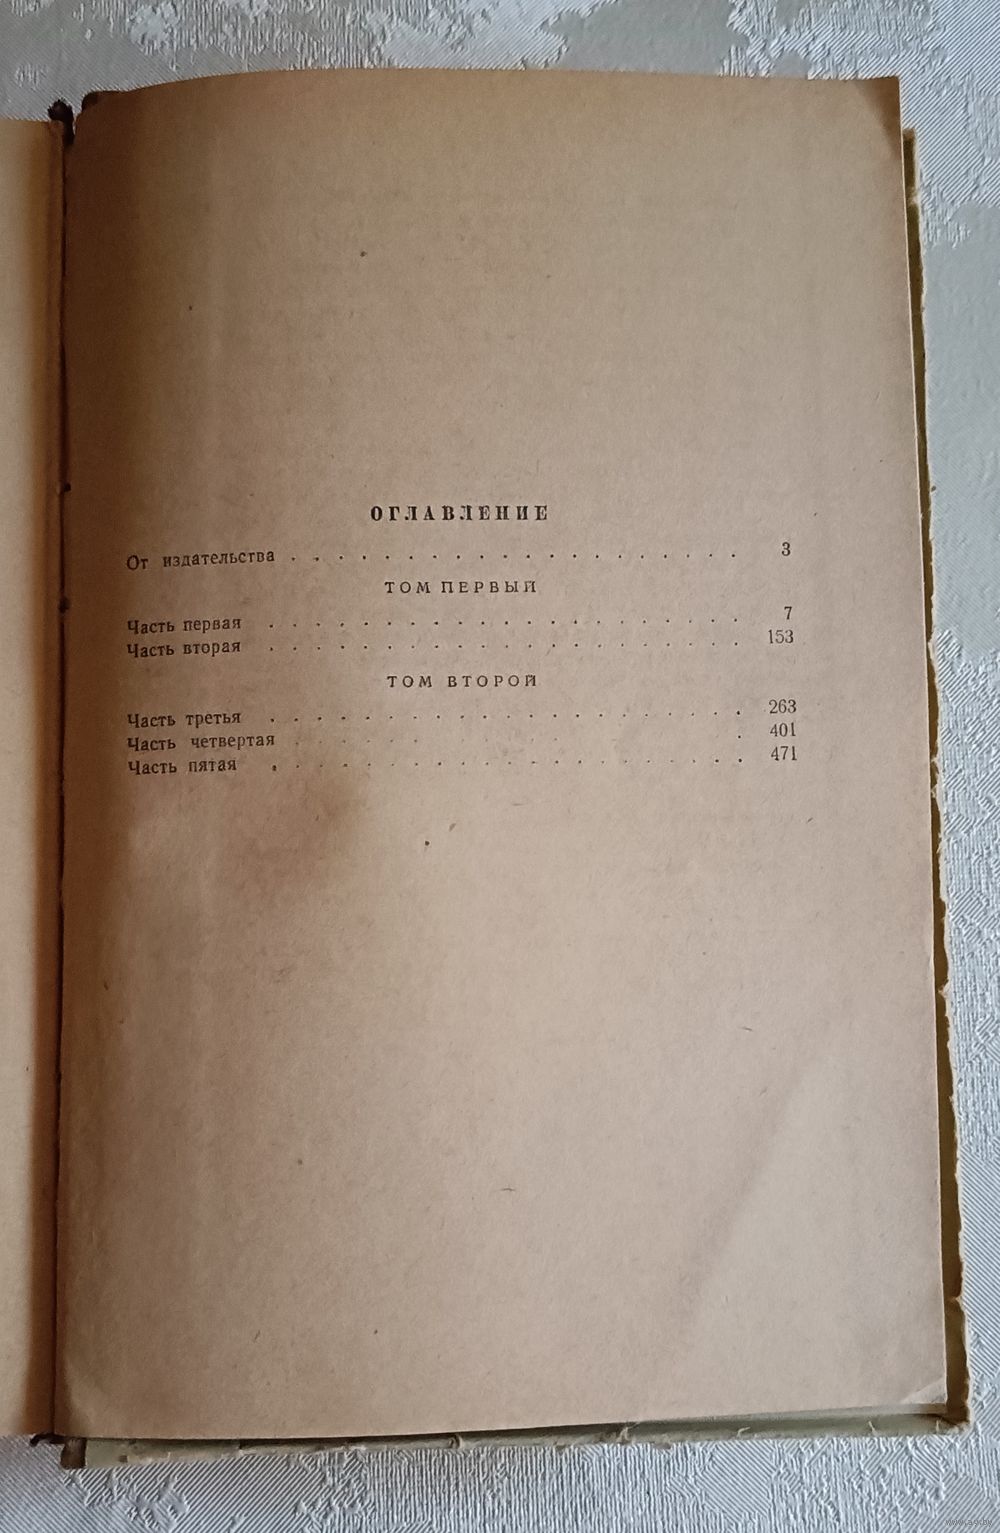 ОГЛАВЛЕНИЕ
От издательства . . . . . . . . . . . . . . . . . . . 3
ТОМ ПЕРВЫЙ
Часть первая . . . . . . . . . . . . . . . . . . . . 7
Часть вторая . . . . . . . . . . . . . . . . . . . . 153
ТОМ ВТОРОЙ
Часть третья . . . . . . . . . . . . . . . . . . . . 263
Часть четвертая . . . . . . . . . . . . . 401
Часть пятая . . . . . . . . . . . . . . . . . . . . 471